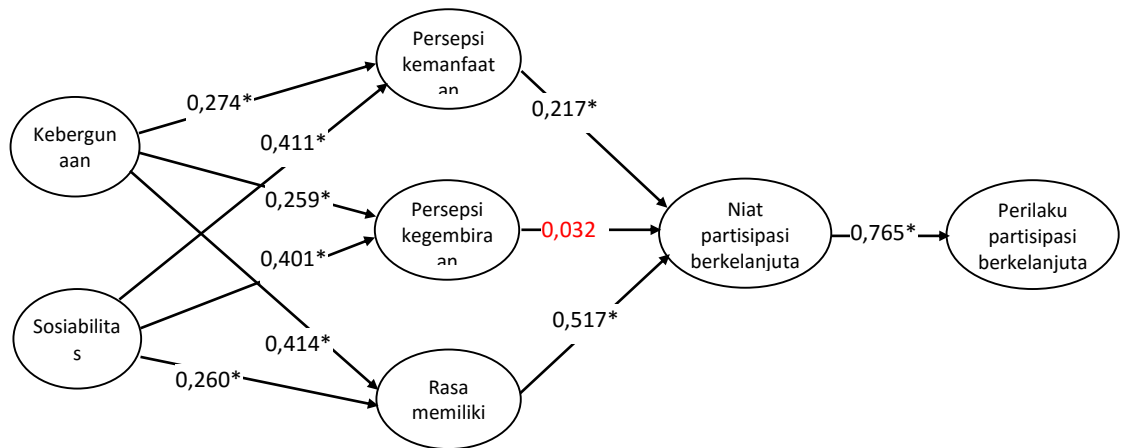 Persepsi
kemanfaat
an
0,274*
0,217*
Kebergun
aan
0,411*
0,259*
Persepsi
kegembira
an
0,032
Niat
partisipasi
berkelanjuta
0,765*
Perilaku
partisipasi
berkelanjuta
0,401*
Sosiabilita
s
0,414*
0,517*
0,260*
Rasa
memiliki